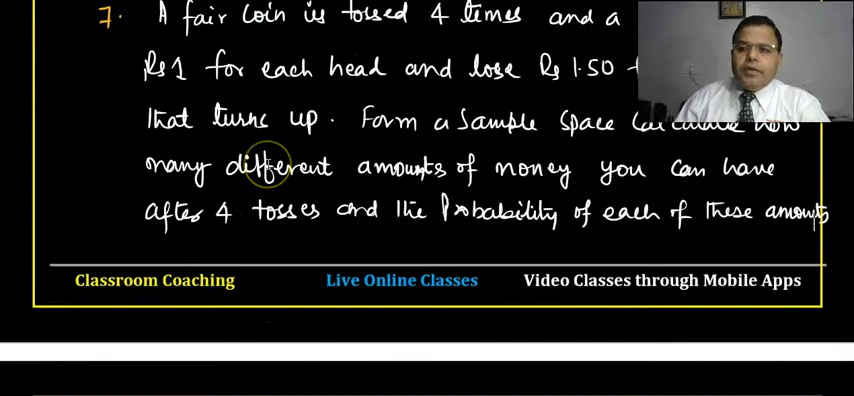 7. A fair coin is tossed 4 times and a
Rs 1 for each head and lose Rs 1.50
that turns up. Form a sample space calculate how
many different amounts of money you can have
after 4 tosses and the Probability of each of these amounts
Classroom Coaching Live Online Classes Video Classes through Mobile Apps